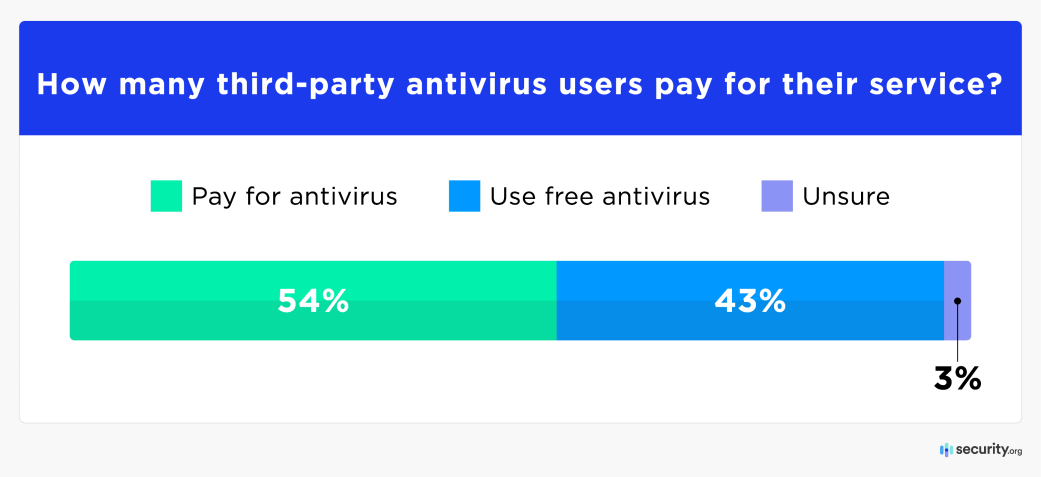 How many third-party antivirus users pay for their service?
Pay for antivirus Use free antivirus Unsure
54% 43%
3%
security.org